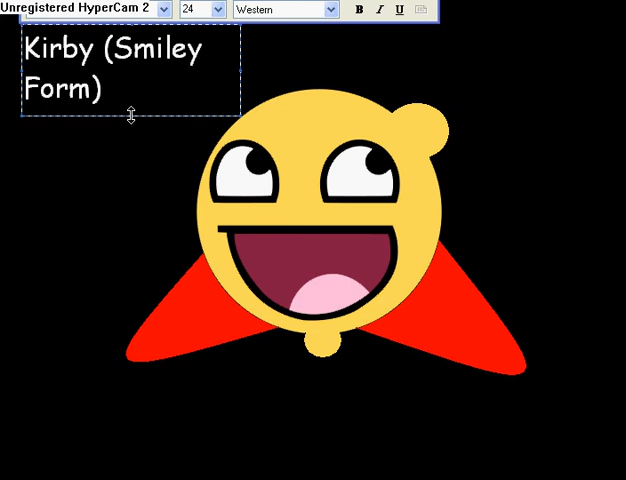 Unregistered HyperCam 2
24
Western
B I U
Kirby (Smiley
Form)